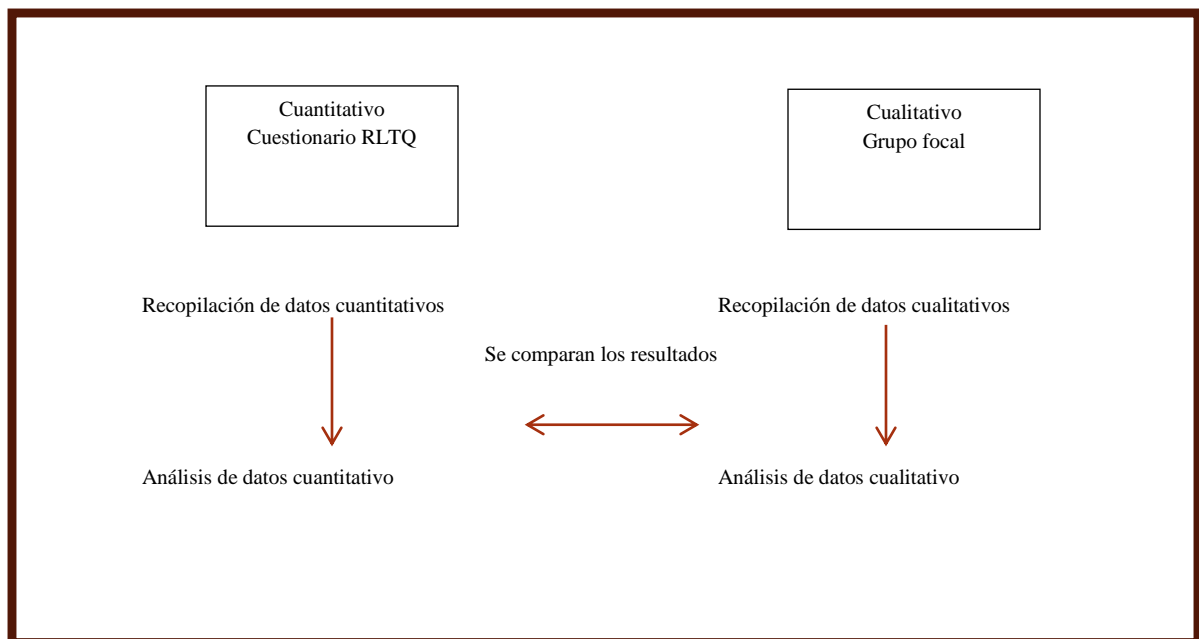 Cuantitativo
Cuestionario RLTQ
Cualitativo
Grupo focal
Recopilación de datos cuantitativos
Recopilación de datos cualitativos
Se comparan los resultados
Análisis de datos cuantitativo
Análisis de datos cualitativo